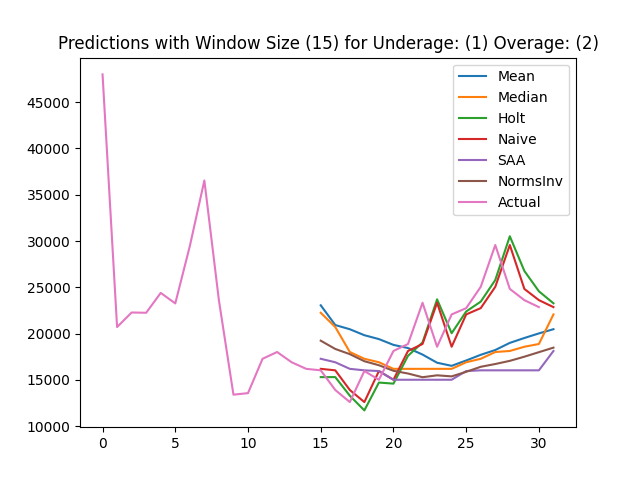 Predictions with Window Size (15) for Underage: (1) Overage: (2)
45000
40000
35000
30000
25000
20000
15000
10000
0
5
10
15
20
25
30
Mean
Median
Holt
Naive
SAA
NormsInv
Actual